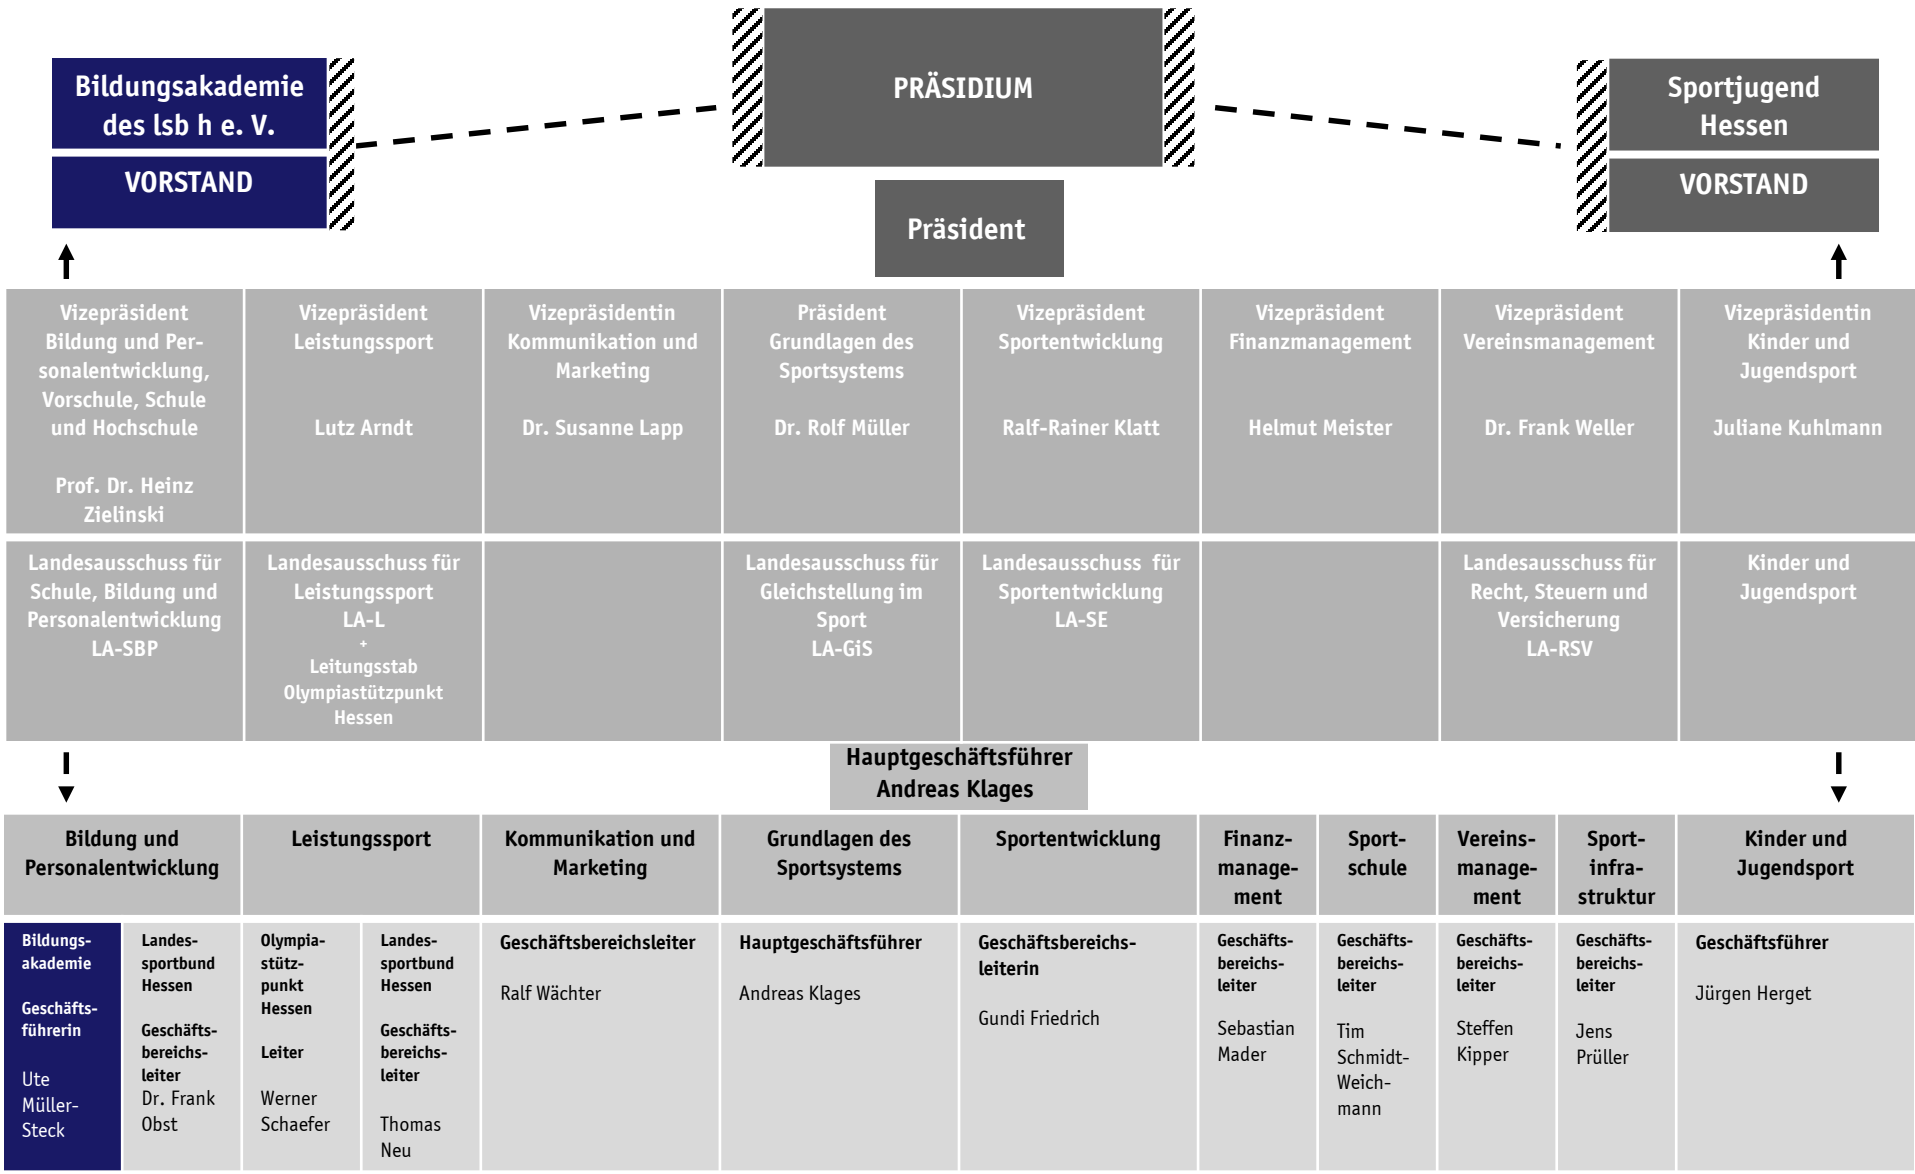 Bildungsakademie
des lsb h e. V.
VORSTAND
PRÄSIDIUM
Präsident
Sportjugend
Hessen
VORSTAND
Vizepräsident
Bildung und Per-
sonalentwicklung,
Vorschule, Schule
und Hochschule
Prof. Dr. Heinz
Zielinski
Vizepräsident
Leistungssport
Lutz Arndt
Vizepräsidentin
Kommunikation und
Marketing
Dr. Susanne Lapp
Präsident
Grundlagen des
Sportsystems
Dr. Rolf Müller
Vizepräsident
Sportentwicklung
Ralf-Rainer Klatt
Vizepräsident
Finanzmanagement
Helmut Meister
Vizepräsident
Vereinsmanagement
Dr. Frank Weller
Vizepräsidentin
Kinder und
Jugendsport
Juliane Kuhlmann
Landesausschuss für
Schule, Bildung und
Personalentwicklung
LA-SBP
Landesausschuss für
Leistungssport
LA-L
+
Leitungsstab
Olympiastützpunkt
Hessen
Landesausschuss für
Gleichstellung im
Sport
LA-GiS
Landesausschuss für
Sportentwicklung
LA-SE
Landesausschuss für
Recht, Steuern und
Versicherung
LA-RSV
Kinder und
Jugendsport
Hauptgeschäftsführer
Andreas Klages
Bildung und
Personalentwicklung
Leistungssport
Kommunikation und
Marketing
Grundlagen des
Sportsystems
Sportentwicklung
Finanz-
manage-
ment
Sport-
schule
Vereins-
manage-
ment
Sport-
infra-
struktur
Kinder und
Jugendsport
Bildungs-
akademie
Geschäfts-
führerin
Ute
Müller-
Steck
Landes-
sportbund
Hessen
Geschäfts-
bereichs-
leiter
Dr. Frank
Obst
Olympia-
stütz-
punkt
Hessen
Leiter
Werner
Schaefer
Landes-
sportbund
Hessen
Geschäfts-
bereichs-
leiter
Thomas
Neu
Geschäftsbereichsleiter
Ralf Wächter
Hauptgeschäftsführer
Andreas Klages
Geschäftsbereichs-
leiterin
Gundi Friedrich
Geschäfts-
bereichs-
leiter
Sebastian
Mader
Geschäfts-
bereichs-
leiter
Tim
Schmidt-
Weich-
mann
Geschäfts-
bereichs-
leiter
Steffen
Kipper
Geschäfts-
bereichs-
leiter
Jens
Prüller
Geschäftsführer
Jürgen Herget